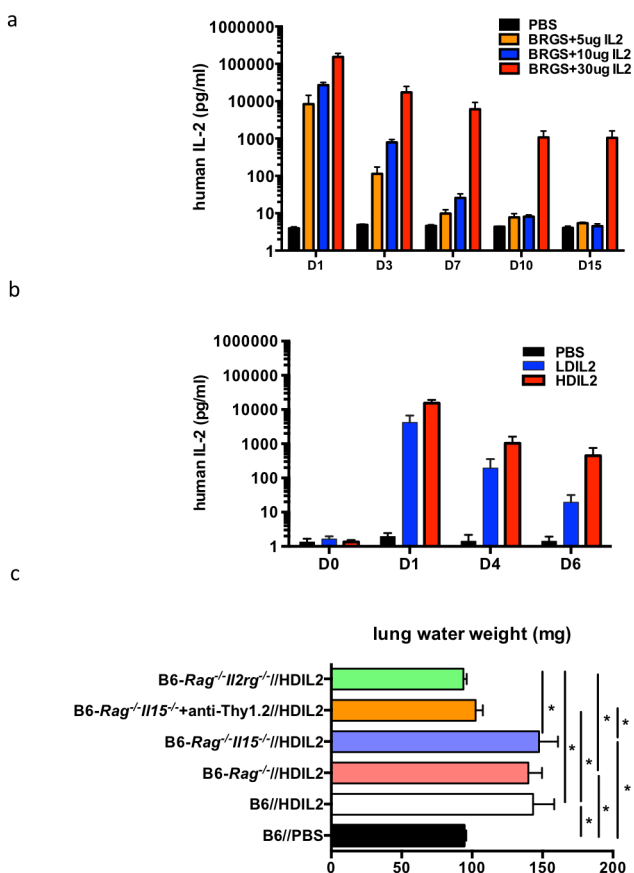 a
human IL-2 (pg/ml)
1000000
100000
10000
1000
100
10
1
D1 D3 D7 D10 D15
PBS
BRGS+5ug IL2
BRGS+10ug IL2
BRGS+30ug IL2
b
human IL-2 (pg/ml)
1000000
100000
10000
1000
100
10
1
D0 D1 D4 D6
PBS
LDIL2
HDIL2
c
lung water weight (mg)
B6-Rag-/-Il2rg-/-//HDIL2
B6-Rag-/-Il15-/-+anti-Thy1.2//HDIL2
B6-Rag-/-Il15-/-//HDIL2
B6-Rag-/-//HDIL2
B6//HDIL2
B6//PBS
* * * * * * * *
0 50 100 150 200